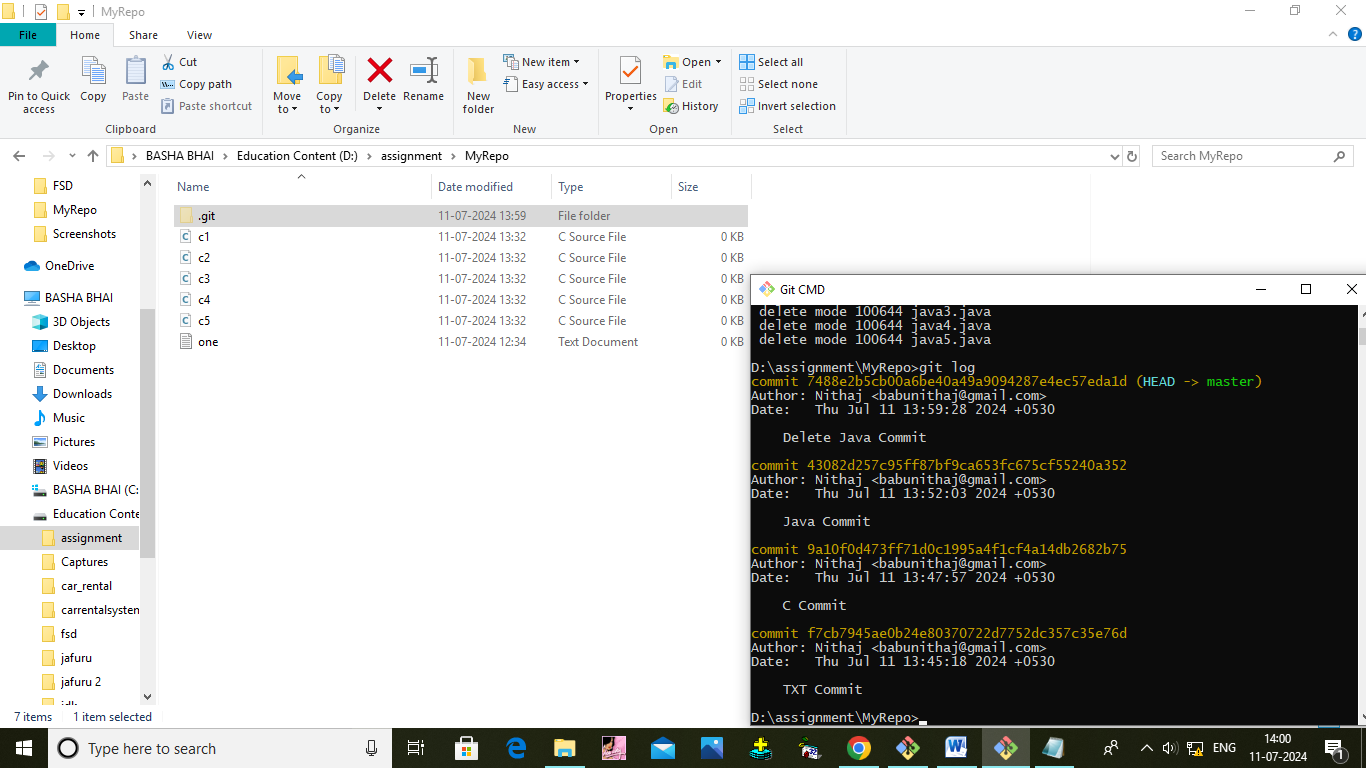 MyRepo
File Home Share View
Pin to Quick access
Copy
Paste
Cut
Copy path
Paste shortcut
Clipboard
Move to
Copy to
Delete
Rename
Organize
New folder
New item
Easy access
New
Properties
Open
Edit
History
Open
Select all
Select none
Invert selection
Select
BASHA BHAI > Education Content (D:) > assignment > MyRepo
Search MyRepo
FSD
MyRepo
Screenshots
OneDrive
BASHA BHAI
3D Objects
Desktop
Documents
Downloads
Music
Pictures
Videos
BASHA BHAI (C:
Education Conte
assignment
Captures
car_rental
carrentalsystem
fsd
jafuru
jafuru 2
Name Date modified Type Size
.git 11-07-2024 13:59 File folder
c1 11-07-2024 13:32 C Source File 0 KB
c2 11-07-2024 13:32 C Source File 0 KB
c3 11-07-2024 13:32 C Source File 0 KB
c4 11-07-2024 13:32 C Source File 0 KB
c5 11-07-2024 13:32 C Source File 0 KB
one 11-07-2024 12:34 Text Document 0 KB
7 items 1 item selected
Git CMD
delete mode 100644 java3.java
delete mode 100644 java4.java
delete mode 100644 java5.java
D:\assignment\MyRepo>git log
commit 7488e2b5cb00a6be40a49a9094287e4ec57eda1d (HEAD -> master)
Author: Nithaj <babunithaj@gmail.com>
Date:   Thu Jul 11 13:59:28 2024 +0530
Delete Java Commit
commit 43082d257c95ff87bf9ca653fc675cf55240a352
Author: Nithaj <babunithaj@gmail.com>
Date:   Thu Jul 11 13:52:03 2024 +0530
Java Commit
commit 9a10f0d473ff71d0c1995a4f1cf4a14db2682b75
Author: Nithaj <babunithaj@gmail.com>
Date:   Thu Jul 11 13:47:57 2024 +0530
C Commit
commit f7cb7945ae0b24e80370722d7752dc357c35e76d
Author: Nithaj <babunithaj@gmail.com>
Date:   Thu Jul 11 13:45:18 2024 +0530
TXT Commit
D:\assignment\MyRepo>
Type here to search
ENG
14:00
11-07-2024
1